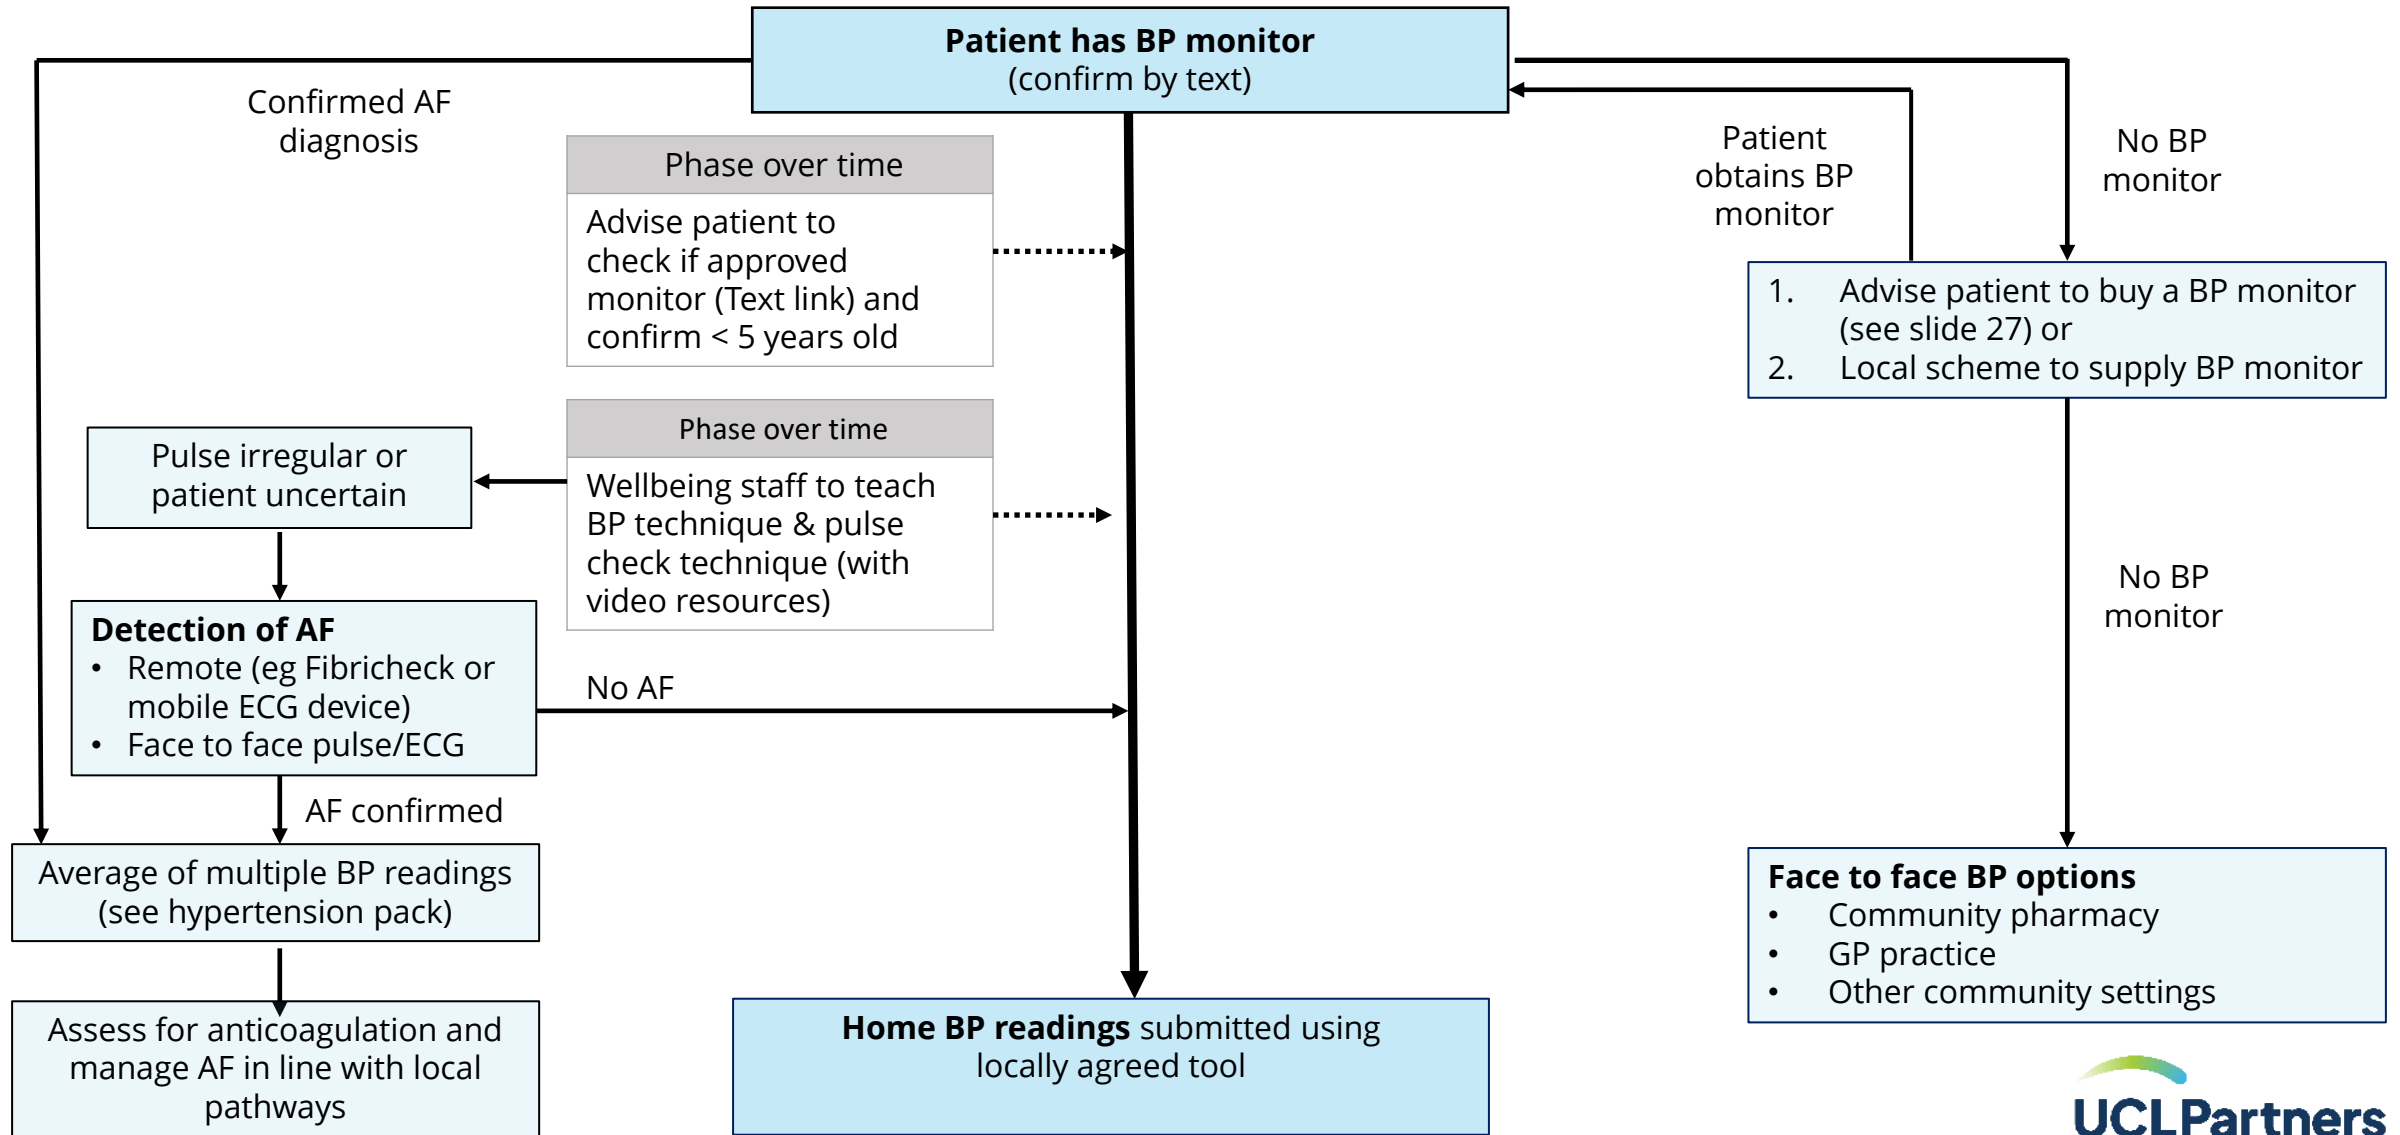 Patient has BP monitor
(confirm by text)
Confirmed AF
diagnosis
Phase over time
Advise patient to
check if approved
monitor (Text link) and
confirm < 5 years old
Patient
obtains BP
monitor
No BP
monitor
1. Advise patient to buy a BP monitor
(see slide 27) or
2. Local scheme to supply BP monitor
Phase over time
Wellbeing staff to teach
BP technique & pulse
check technique (with
video resources)
Pulse irregular or
patient uncertain
Detection of AF
• Remote (eg Fibricheck or
mobile ECG device)
• Face to face pulse/ECG
No AF
No BP
monitor
AF confirmed
Average of multiple BP readings
(see hypertension pack)
Assess for anticoagulation and
manage AF in line with local
pathways
Home BP readings submitted using
locally agreed tool
Face to face BP options
• Community pharmacy
• GP practice
• Other community settings
UCLPartners